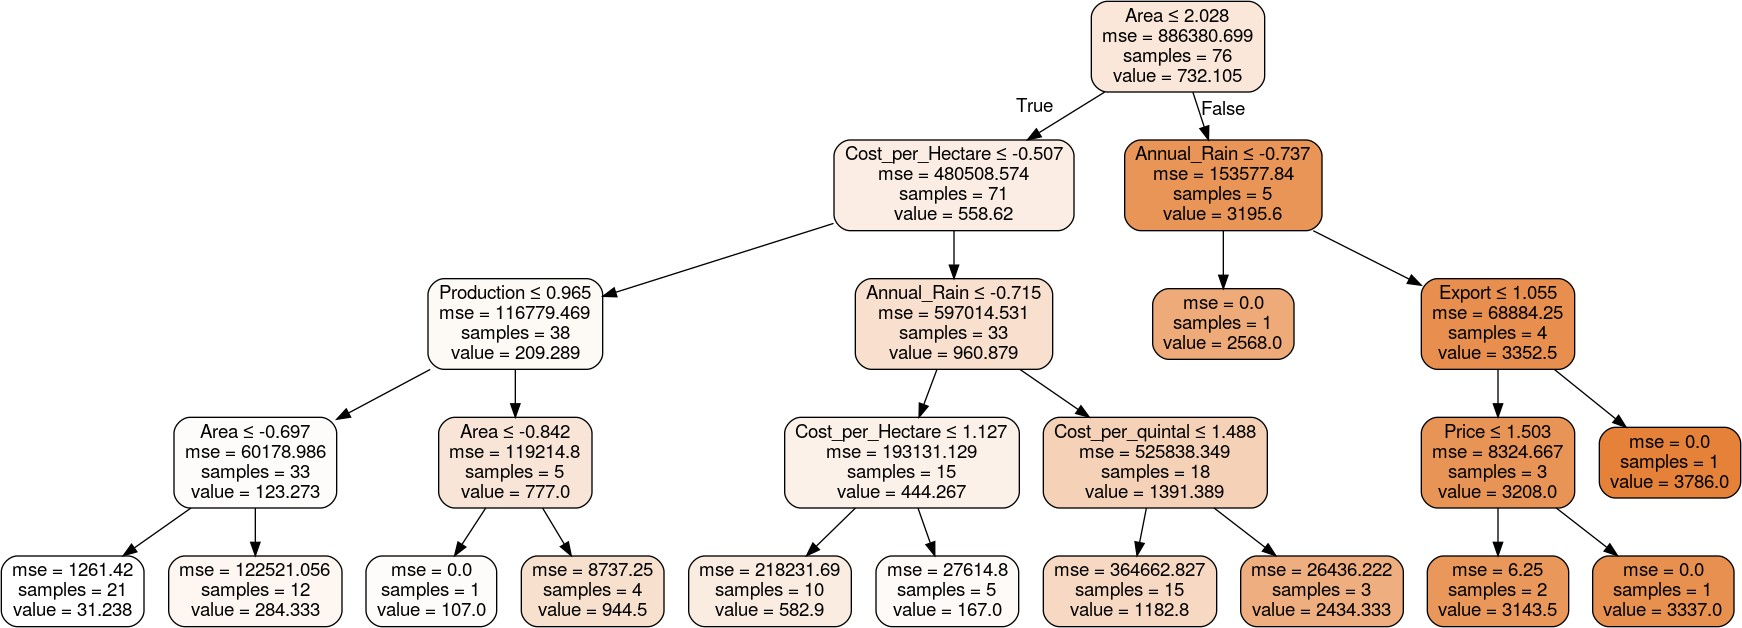 Area ≤ 2.028
mse = 886380.699
samples = 76
value = 732.105
True
False
Cost_per_Hectare ≤ -0.507
mse = 480508.574
samples = 71
value = 558.62
Annual_Rain ≤ -0.737
mse = 153577.84
samples = 5
value = 3195.6
Production ≤ 0.965
mse = 116779.469
samples = 38
value = 209.289
Annual_Rain ≤ -0.715
mse = 597014.531
samples = 33
value = 960.879
mse = 0.0
samples = 1
value = 2568.0
Export ≤ 1.055
mse = 68884.25
samples = 4
value = 3352.5
Area ≤ -0.697
mse = 60178.986
samples = 33
value = 123.273
Area ≤ -0.842
mse = 119214.8
samples = 5
value = 777.0
Cost_per_Hectare ≤ 1.127
mse = 193131.129
samples = 15
value = 444.267
Cost_per_quintal ≤ 1.488
mse = 525838.349
samples = 18
value = 1391.389
Price ≤ 1.503
mse = 8324.667
samples = 3
value = 3208.0
mse = 0.0
samples = 1
value = 3786.0
mse = 1261.42
samples = 21
value = 31.238
mse = 122521.056
samples = 12
value = 284.333
mse = 0.0
samples = 1
value = 107.0
mse = 8737.25
samples = 4
value = 944.5
mse = 218231.69
samples = 10
value = 582.9
mse = 27614.8
samples = 5
value = 167.0
mse = 364662.827
samples = 15
value = 1182.8
mse = 26436.222
samples = 3
value = 2434.333
mse = 6.25
samples = 2
value = 3143.5
mse = 0.0
samples = 1
value = 3337.0